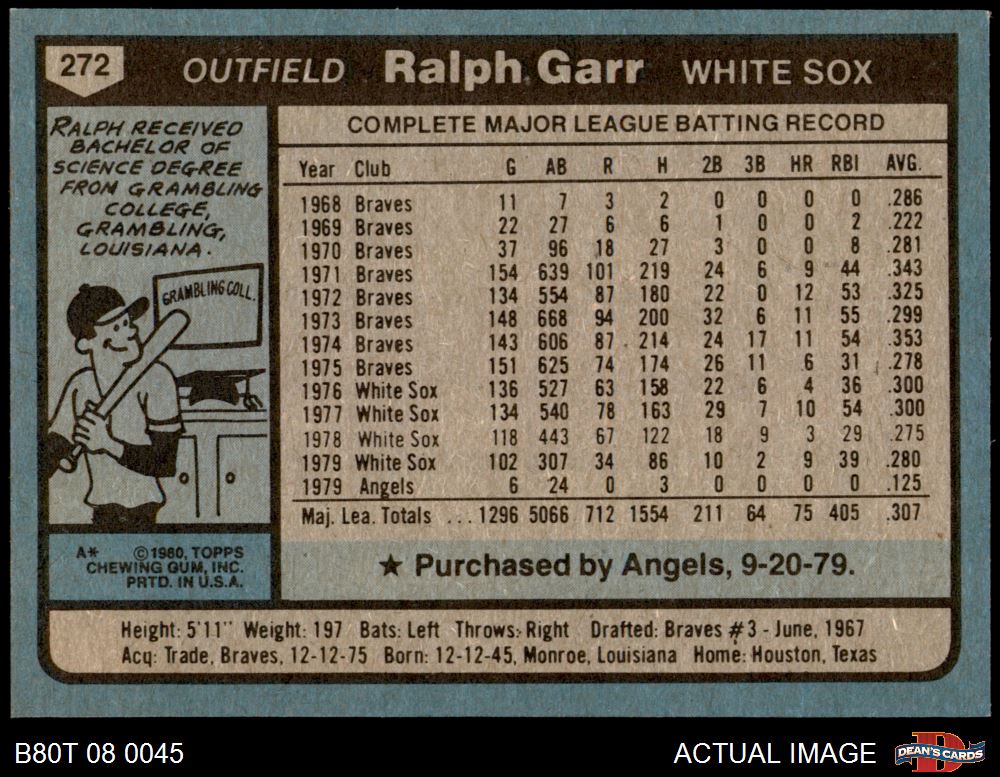 272 OUTFIELD Ralph Garr WHITE SOX
RALPH RECEIVED
BACHELOR OF
SCIENCE DEGREE
FROM GRAMBLING
COLLEGE,
GRAMBLING,
LOUISIANA.
GRAMBLING COLL.
A* ©1980, TOPPS
CHEWING GUM, INC.
PRTD. IN U.S.A.
COMPLETE MAJOR LEAGUE BATTING RECORD
Year Club G AB R H 2B 3B HR RBI AVG.
1968 Braves 11 7 3 2 0 0 0 0 .286
1969 Braves 22 27 6 6 1 0 0 2 .222
1970 Braves 37 96 18 27 3 0 0 8 .281
1971 Braves 154 639 101 219 24 6 9 44 .343
1972 Braves 134 554 87 180 22 0 12 53 .325
1973 Braves 148 668 94 200 32 6 11 55 .299
1974 Braves 143 606 87 214 24 17 11 54 .353
1975 Braves 151 625 74 174 26 11 6 31 .278
1976 White Sox 136 527 63 158 22 6 4 36 .300
1977 White Sox 134 540 78 163 29 7 10 54 .300
1978 White Sox 118 443 67 122 18 9 3 29 .275
1979 White Sox 102 307 34 86 10 2 9 39 .280
1979 Angels 6 24 0 3 0 0 0 0 .125
Maj. Lea. Totals ... 1296 5066 712 1554 211 64 75 405 .307
★ Purchased by Angels, 9-20-79.
Height: 5'11" Weight: 197 Bats: Left Throws: Right Drafted: Braves #3 - June, 1967
Acq: Trade, Braves, 12-12-75 Born: 12-12-45, Monroe, Louisiana Home: Houston, Texas
B80T 08 0045 ACTUAL IMAGE DEAN'S CARDS